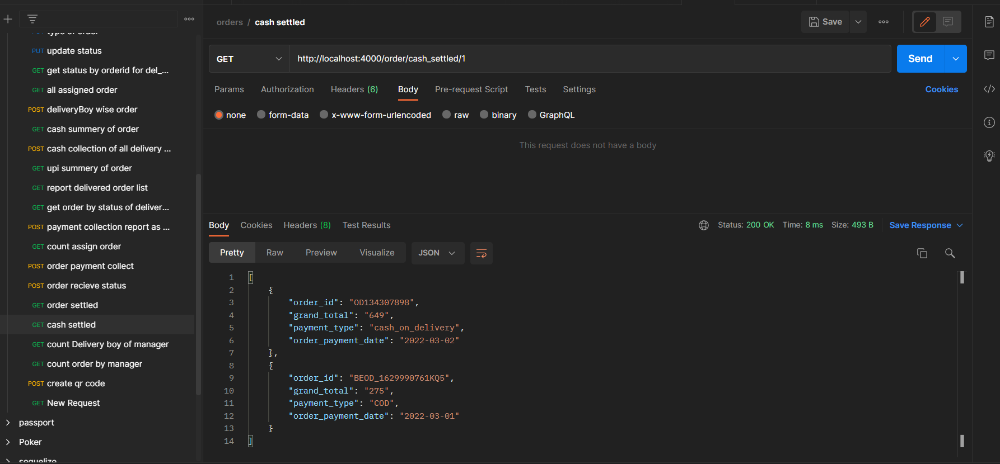 type of order
PUT update status
GET get status by orderid for del_...
GET all assigned order
POST deliveryBoy wise order
GET cash summery of order
POST cash collection of all delivery ...
GET upi summery of order
GET report delivered order list
GET get order by status of deliver...
POST payment collection report as ...
GET count assign order
POST order payment collect
POST order recieve status
GET order settled
GET cash settled
GET count Delivery boy of manager
GET count order by manager
POST create qr code
GET New Request
passport
Poker
sequelize
orders / cash settled
Save
GET http://localhost:4000/order/cash_settled/1
Send
Params Authorization Headers (6) Body Pre-request Script Tests Settings
Cookies
none form-data x-www-form-urlencoded raw binary GraphQL
This request does not have a body
Body Cookies Headers (8) Test Results
Status: 200 OK Time: 8 ms Size: 493 B Save Response
Pretty Raw Preview Visualize JSON
1 [
2 {
3 "order_id": "OD134307898",
4 "grand_total": "649",
5 "payment_type": "cash_on_delivery",
6 "order_payment_date": "2022-03-02"
7 },
8 {
9 "order_id": "BEOD_1629990761KQ5",
10 "grand_total": "275",
11 "payment_type": "COD",
12 "order_payment_date": "2022-03-01"
13 }
14 ]